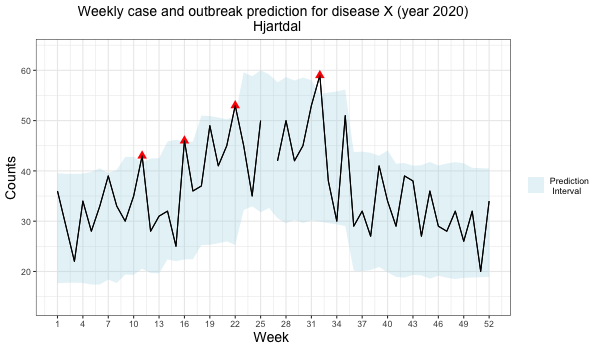 Weekly case and outbreak prediction for disease X (year 2020)
Hjartdal
Counts
60
50
40
30
20
1 4 7 10 13 16 19 22 25 28 31 34 37 40 43 46 49 52
Week
Prediction
Interval